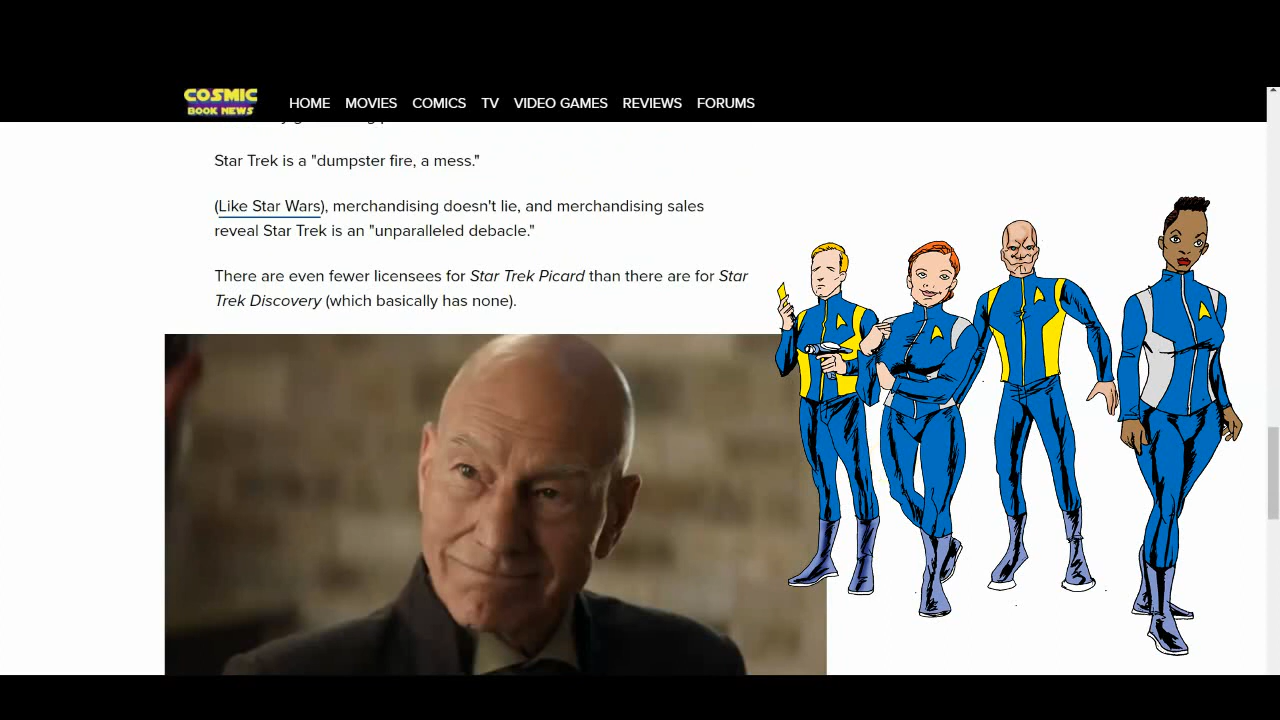 COSMIC
BOOK NEWS
HOME MOVIES COMICS TV VIDEO GAMES REVIEWS FORUMS
Star Trek is a "dumpster fire, a mess."
(Like Star Wars), merchandising doesn't lie, and merchandising sales
reveal Star Trek is an "unparalleled debacle."
There are even fewer licensees for Star Trek Picard than there are for Star
Trek Discovery (which basically has none).